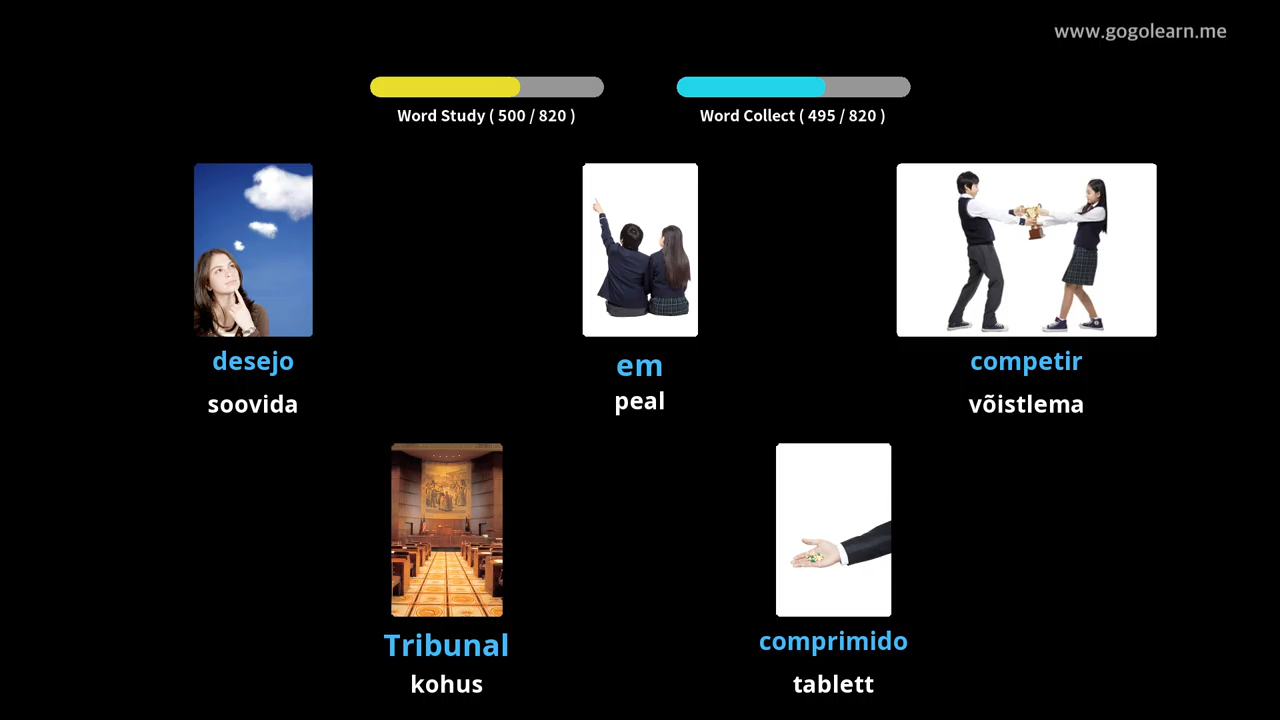 www.gogolearn.me
Word Study ( 500 / 820 )
Word Collect ( 495 / 820 )
desejo
soovida
em
peal
competir
võistlema
Tribunal
kohus
comprimido
tablett